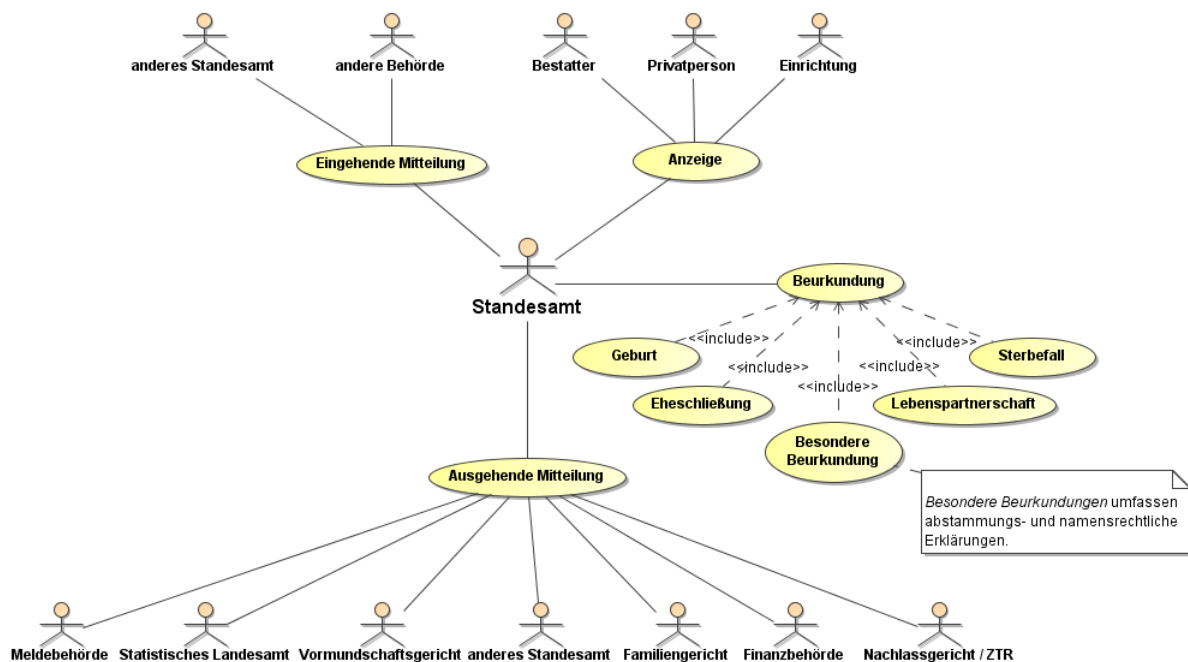 anderes Standesamt
andere Behörde
Bestatter
Privatperson
Einrichtung
Eingehende Mitteilung
Anzeige
Standesamt
Beurkundung
<<include>>
<<include>>
<<include>>
<<include>>
<<include>>
Geburt
Sterbefall
Eheschließung
Lebenspartnerschaft
Besondere
Beurkundung
Besondere Beurkundungen umfassen
abstammungs- und namensrechtliche
Erklärungen.
Ausgehende Mitteilung
Meldebehörde
Statistisches Landesamt
Vormundschaftsgericht
anderes Standesamt
Familiengericht
Finanzbehörde
Nachlassgericht / ZTR